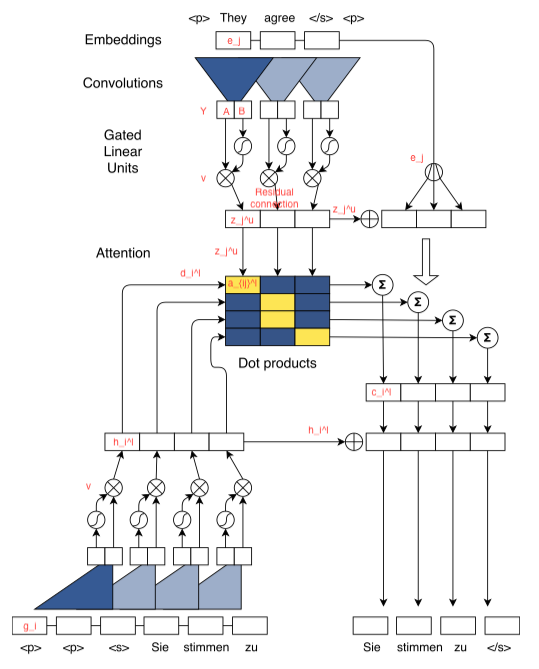 <p> They agree </s> <p>
Embeddings
e_j
Convolutions
Y A B
Gated
Linear
Units
e_j
v
Residual
connection
z_j^u
z_j^u
z_j^u
Attention
d_i^l
a_{ij}^l
Σ
Σ
Σ
Σ
Dot products
c_i^l
h_i^l
h_i^l
v
g_i
<p> <p> <s> Sie stimmen zu
Sie stimmen zu </s>